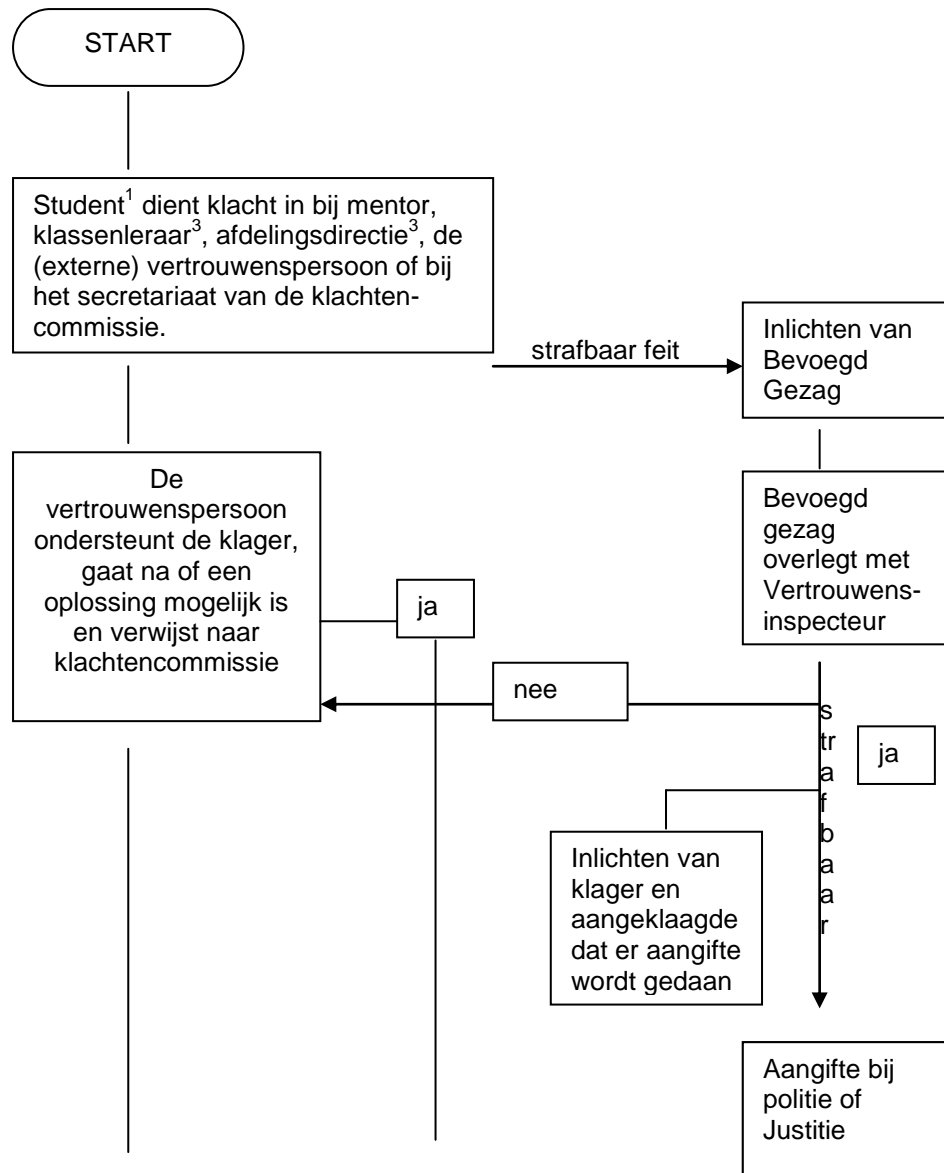 START
Student¹ dient klacht in bij mentor,
klassenleraar³, afdelingsdirectie³, de
(externe) vertrouwenspersoon of bij
het secretariaat van de klachten-
commissie.
strafbaar feit
Inlichten van
Bevoegd
Gezag
De
vertrouwenspersoon
ondersteunt de klager,
gaat na of een
oplossing mogelijk is
en verwijst naar
klachtencommissie
ja
Bevoegd
gezag
overlegt met
Vertrouwens-
inspecteur
nee
s
tr
a
f
b
a
a
r
ja
Inlichten van
klager en
aangeklaagde
dat er aangifte
wordt gedaan
Aangifte bij
politie of
Justitie